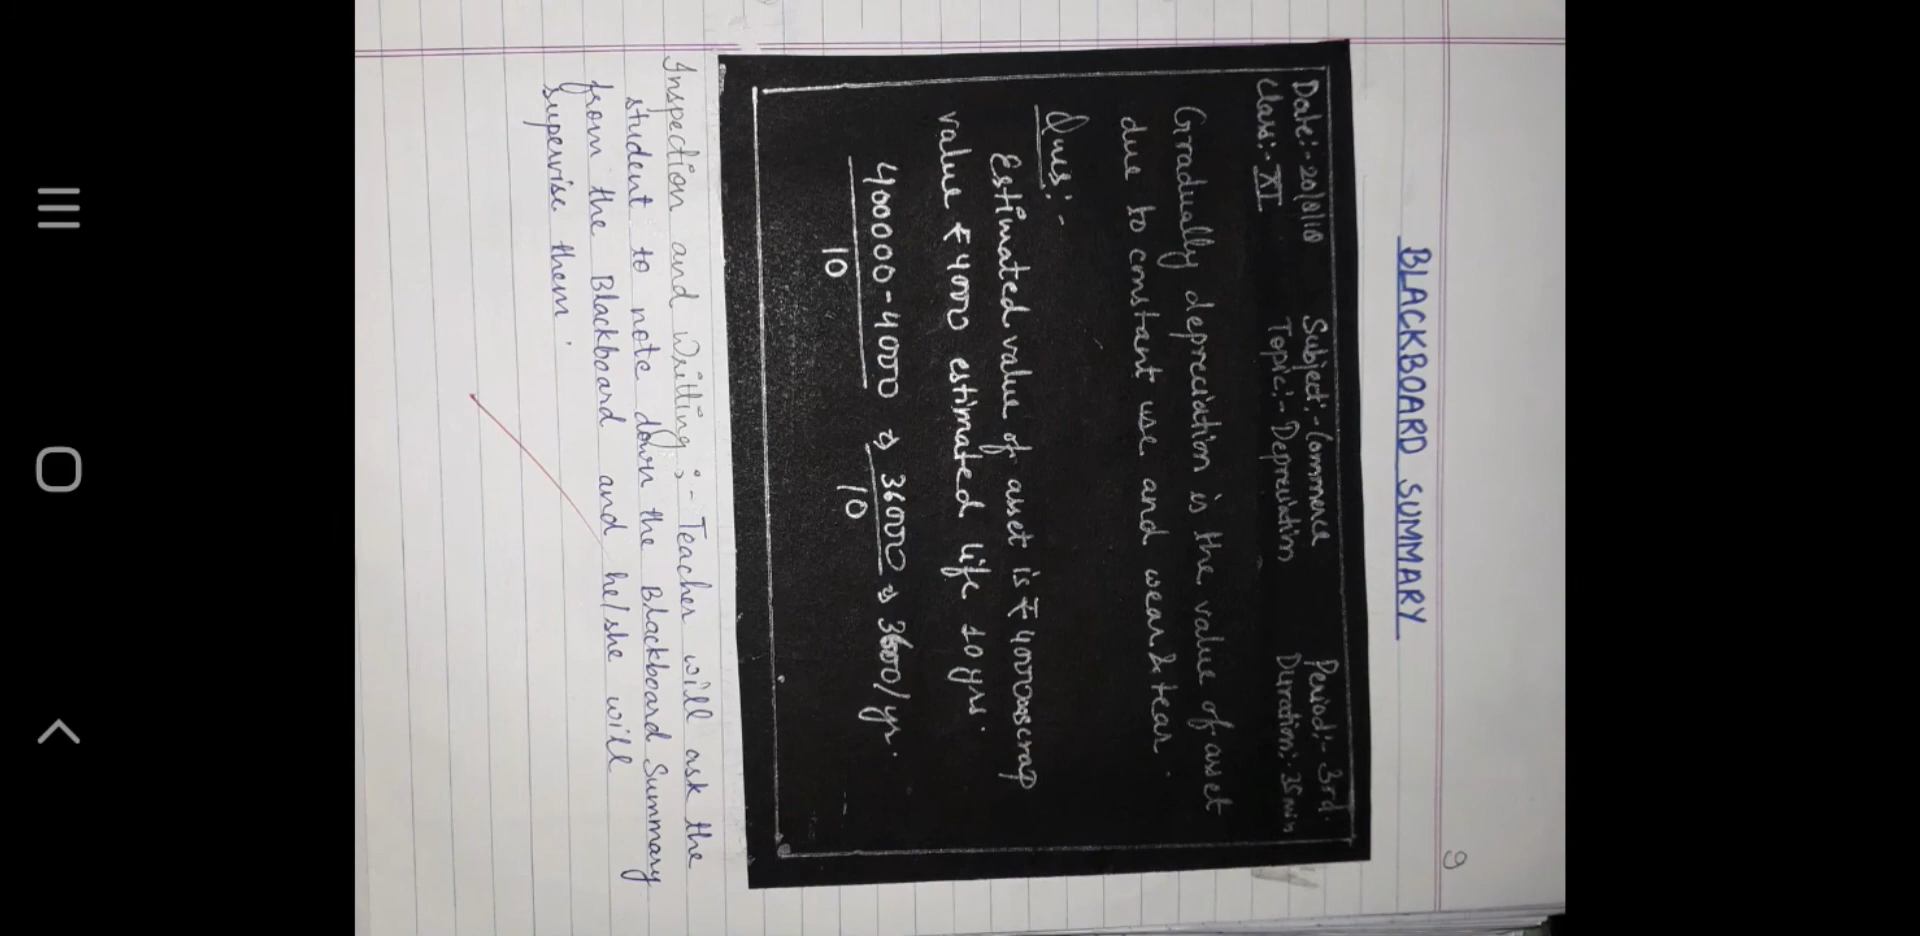 9
BLACKBOARD SUMMARY
Date:- 20/8/18 Subject:- Commerce Period:- 3rd
Class:- XI Topic:- Depreciation Duration:- 35 min
Gradually depreciation is the value of asset
due to constant use and wear & tear.
Ques:-
Estimated value of asset is ₹ scrap
value ₹ 4000 estimated life 10 yrs.
400000-4000 ⇒ 36000 ⇒ 3600/yr.
10 10
Inspection and Writting:- Teacher will ask the
student to note down the Blackboard Summary
from the Blackboard and he/she will
supervise them.